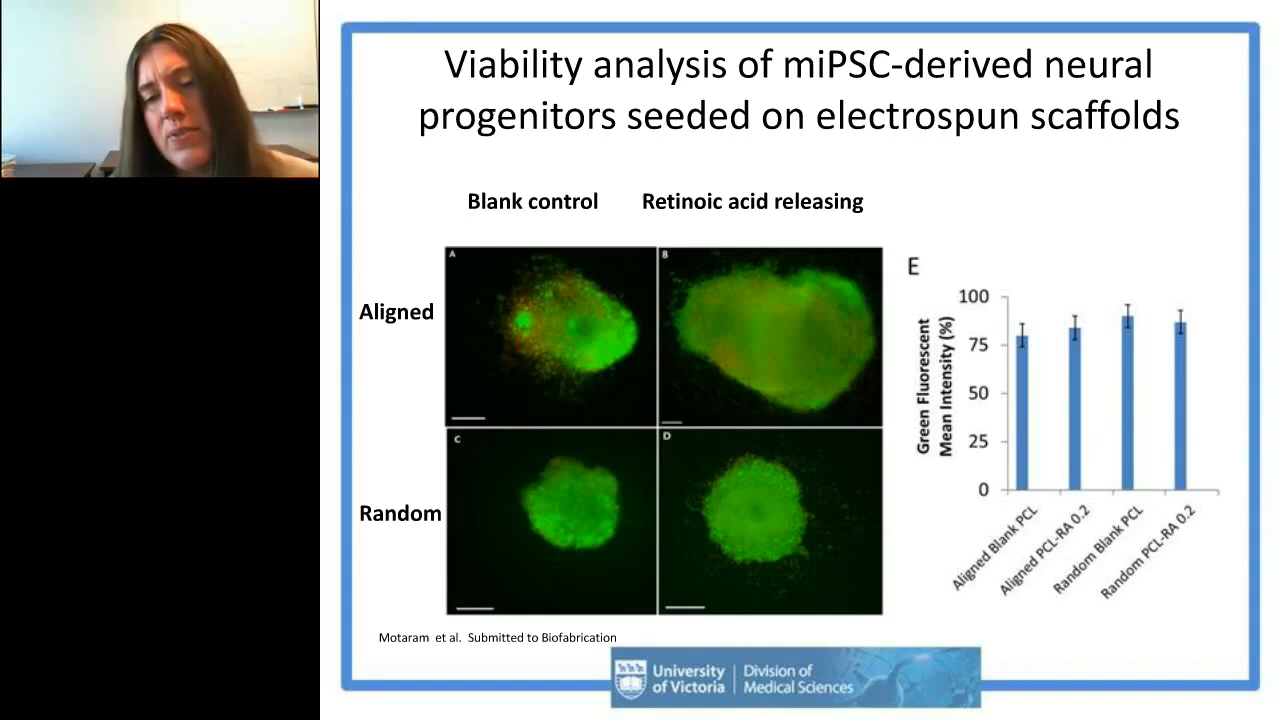 Viability analysis of miPSC-derived neural
progenitors seeded on electrospun scaffolds
Blank control
Retinoic acid releasing
Aligned
Random
A
B
C
D
E
Green Fluorescent
Mean Intensity (%)
100
75
50
25
0
Aligned Blank PCL
Aligned PCL-RA 0.2
Random Blank PCL
Random PCL-RA 0.2
Motaram et al. Submitted to Biofabrication
University
of Victoria
Division of
Medical Sciences